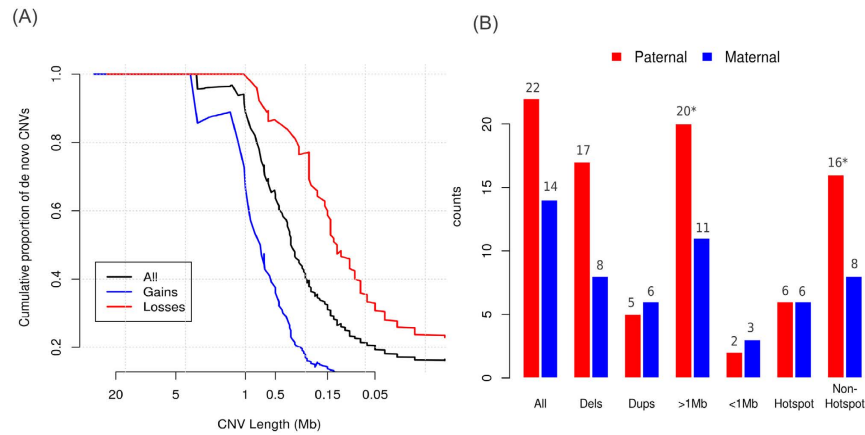 (A)
(B)
Cumulative proportion of de novo CNVs
1.0
0.8
0.6
0.4
0.2
All
Gains
Losses
20 5 1 0.5 0.15 0.05
CNV Length (Mb)
Paternal Maternal
counts
20
15
10
5
0
22 14 17 8 5 6 20* 11 2 3 6 6 16* 8
All Dels Dups >1Mb <1Mb Hotspot Non-
Hotspot